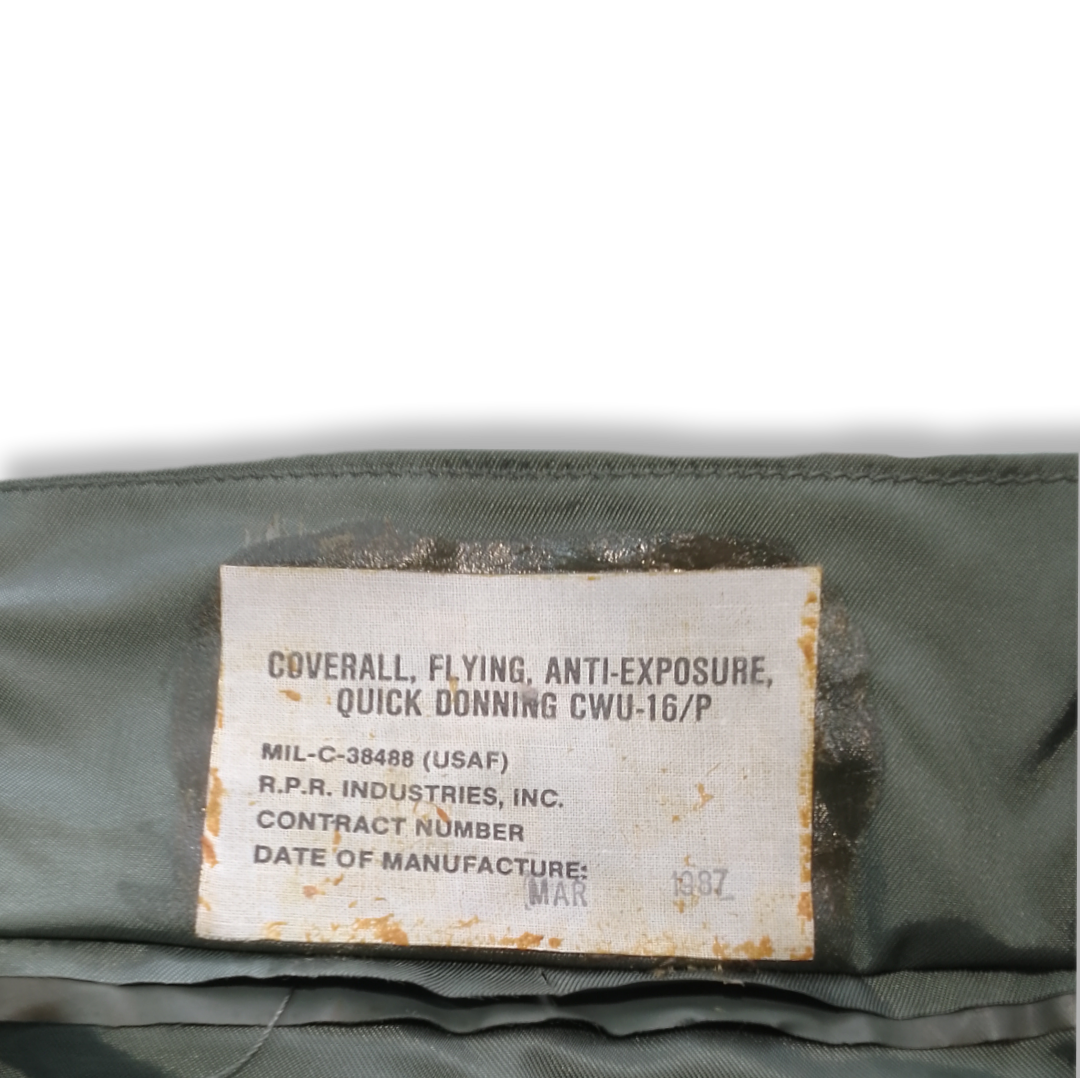 COVERALL, FLYING, ANTI-EXPOSURE,
QUICK DONNING CWU-16/P
MIL-C-38488 (USAF)
R.P.R. INDUSTRIES, INC.
CONTRACT NUMBER
DATE OF MANUFACTURE:
MAR 1987